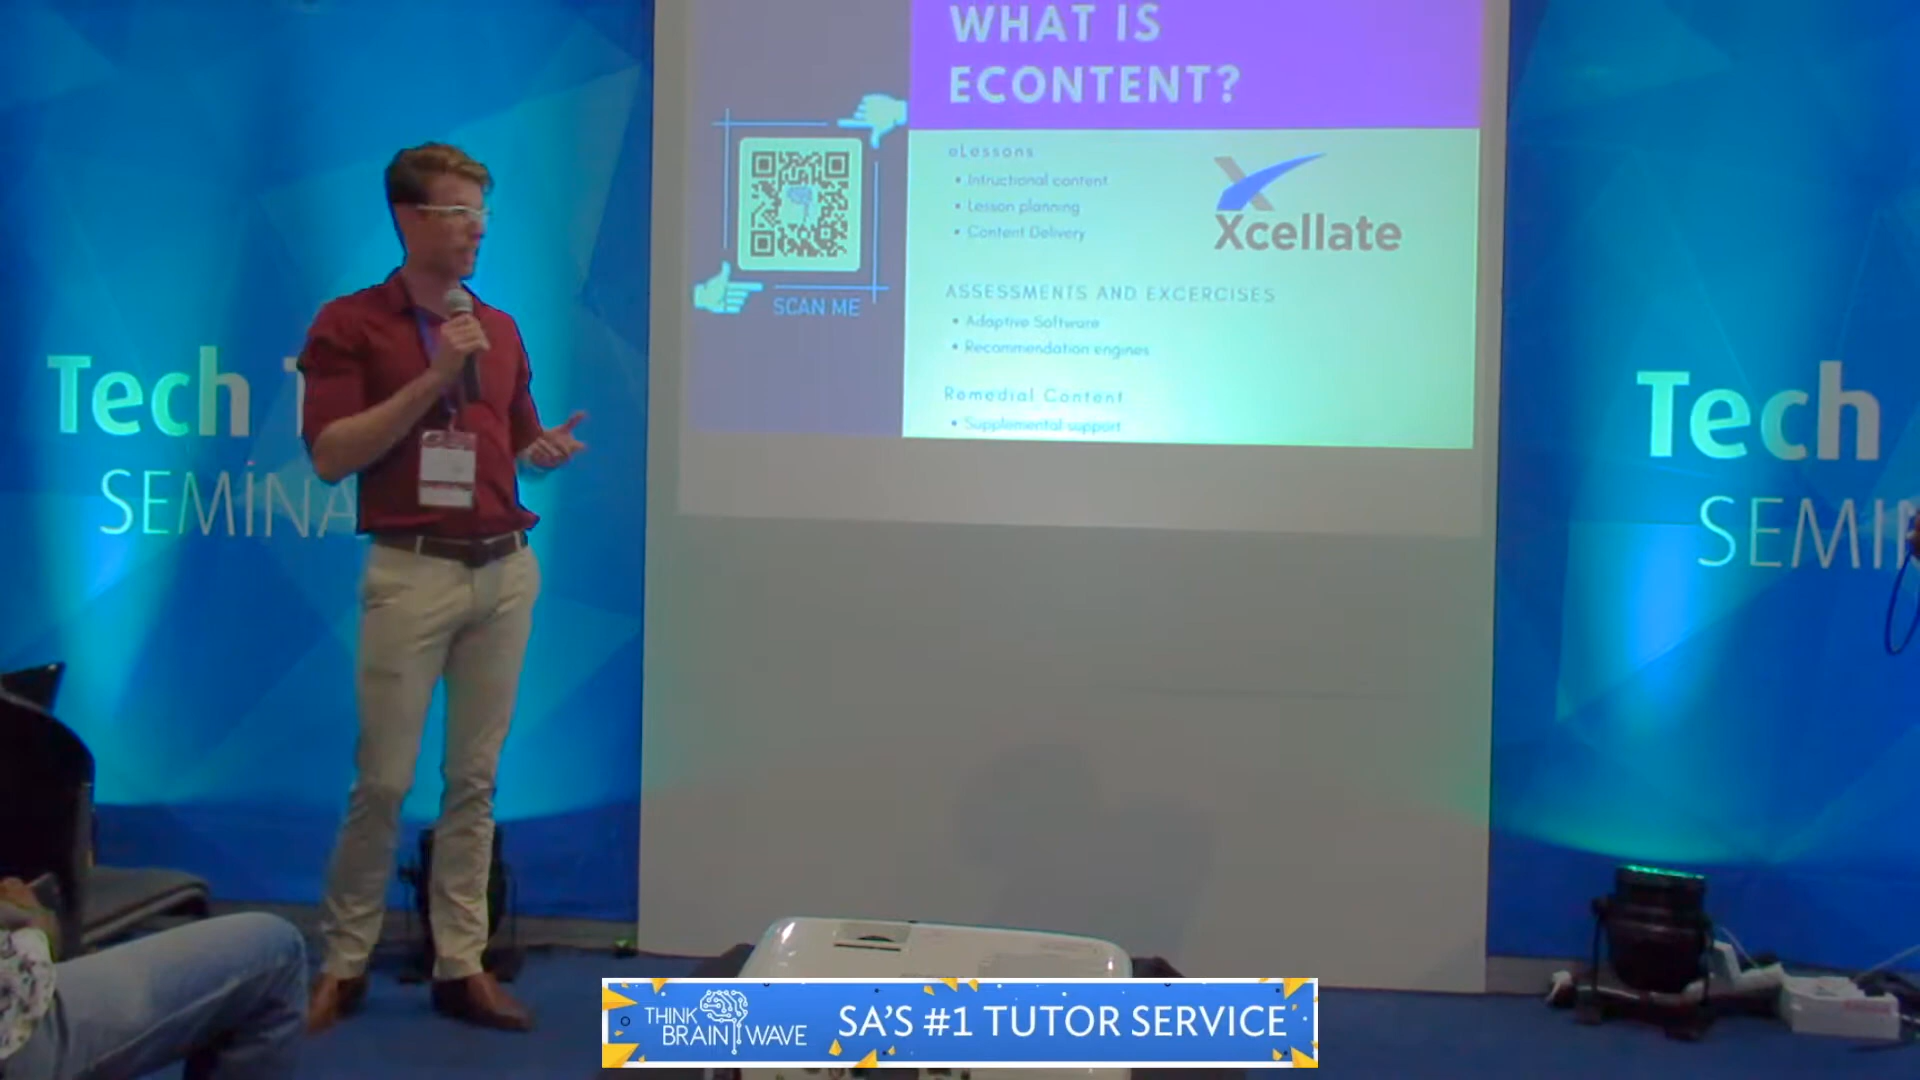 WHAT IS
ECONTENT?
eLessons
• Intructional content
• Lesson planning
• Content Delivery
Xcellate
ASSESSMENTS AND EXCERCISES
• Adaptive Software
• Recommendation engines
Remedial Content
• Supplemental support
SCAN ME
Tech T
SEMINA
Tech
SEMI
THINK
BRAIN WAVE
SA'S #1 TUTOR SERVICE